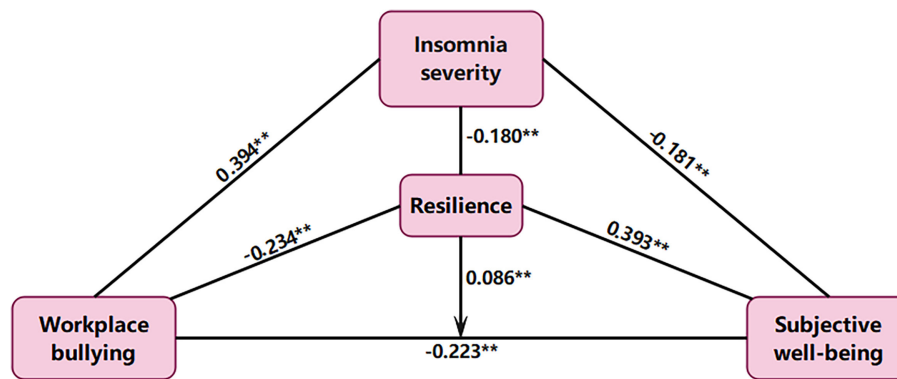 Insomnia
severity
0.394**
-0.180**
-0.181**
Resilience
-0.234**
0.393**
0.086**
Workplace
bullying
-0.223**
Subjective
well-being